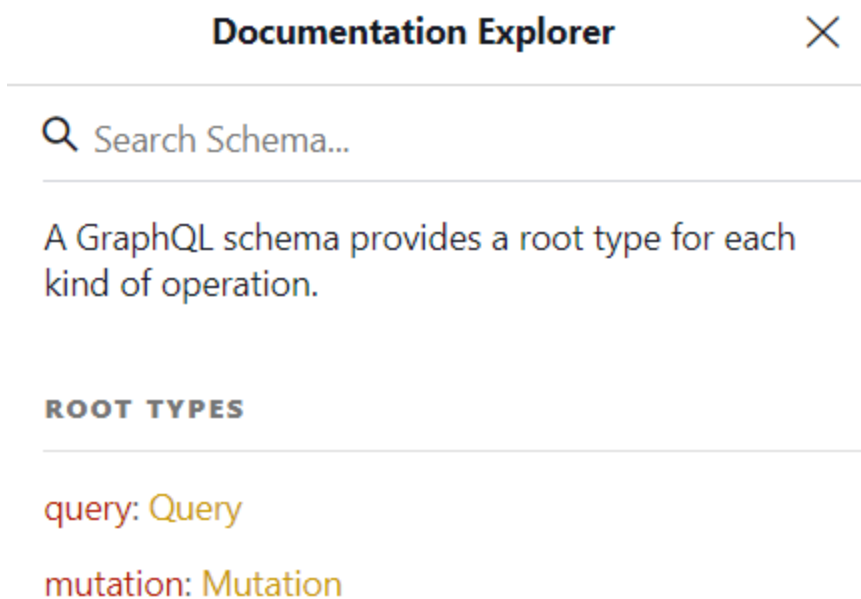 Documentation Explorer
Search Schema...
A GraphQL schema provides a root type for each
kind of operation.
ROOT TYPES
query: Query
mutation: Mutation